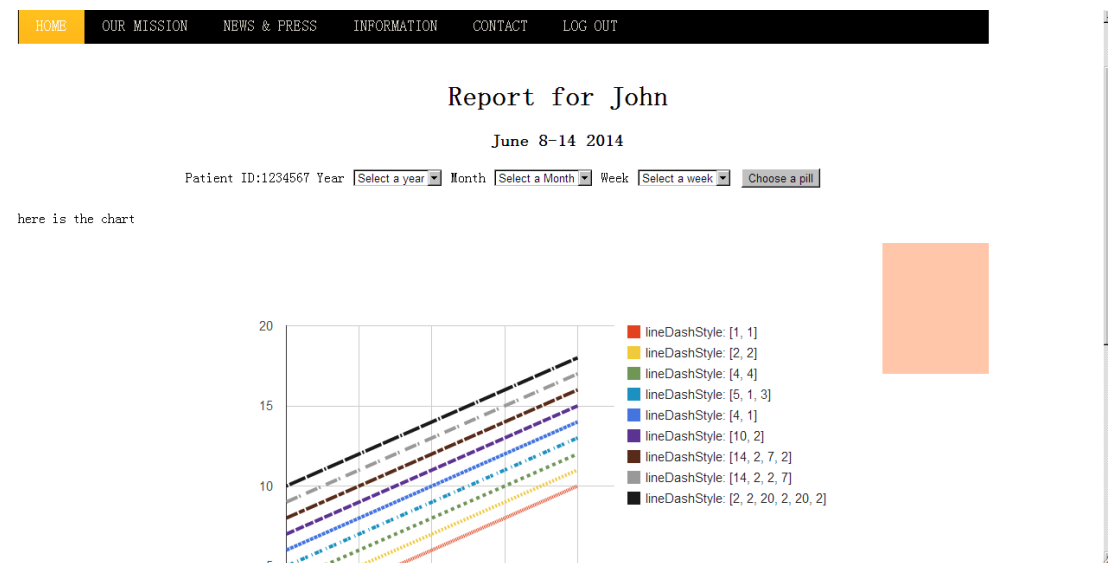 HOME OUR MISSION NEWS & PRESS INFORMATION CONTACT LOG OUT
Report for John
June 8-14 2014
Patient ID:1234567 Year Select a year Month Select a Month Week Select a week Choose a pill
here is the chart
20
15
10
5
lineDashStyle: [1, 1]
lineDashStyle: [2, 2]
lineDashStyle: [4, 4]
lineDashStyle: [5, 1, 3]
lineDashStyle: [4, 1]
lineDashStyle: [10, 2]
lineDashStyle: [14, 2, 7, 2]
lineDashStyle: [14, 2, 2, 7]
lineDashStyle: [2, 2, 20, 2, 20, 2]